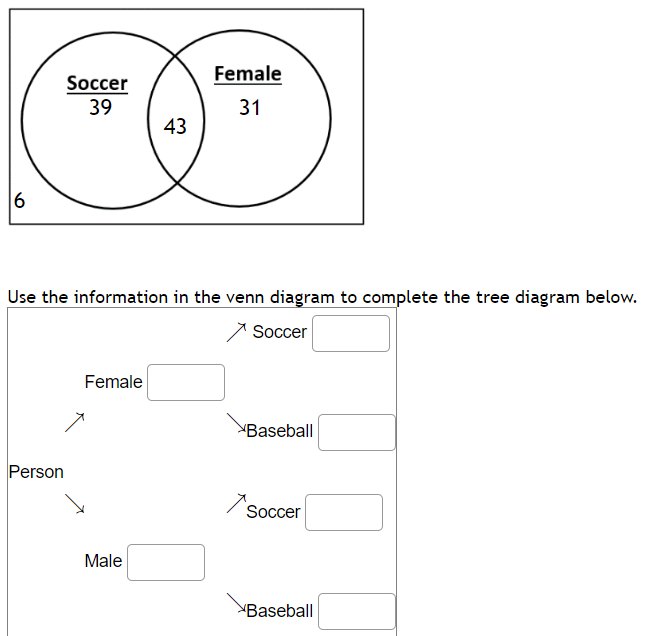 Soccer
Female
39
31
43
6
Use the information in the venn diagram to complete the tree diagram below.
Soccer
Female
Baseball
Person
Soccer
Male
Baseball